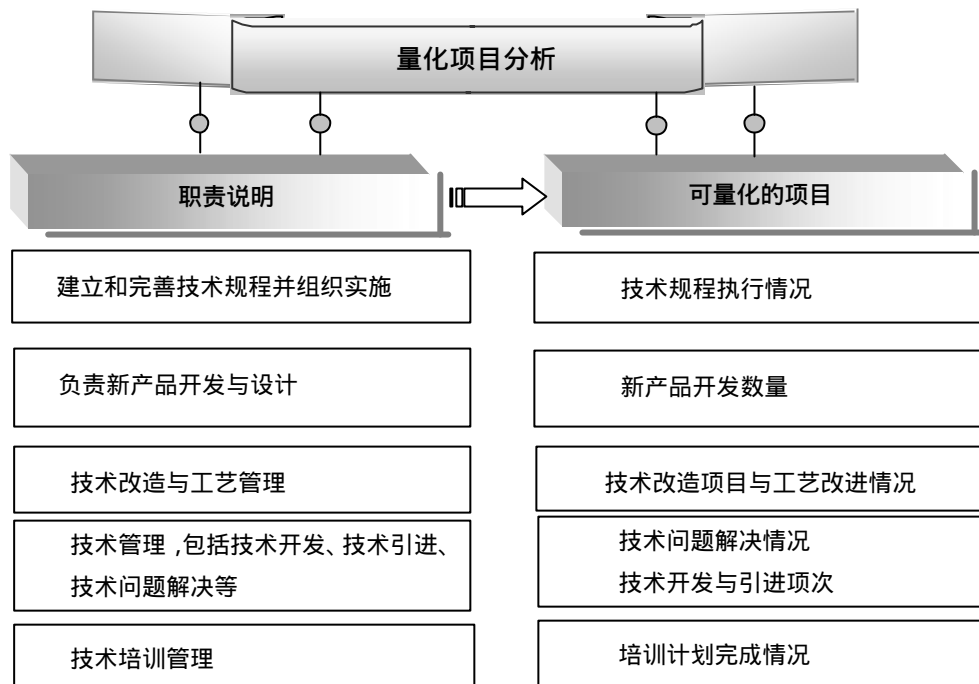 量化项目分析
职责说明
可量化的项目
建立和完善技术规程并组织实施
技术规程执行情况
负责新产品开发与设计
新产品开发数量
技术改造与工艺管理
技术改造项目与工艺改进情况
技术管理,包括技术开发、技术引进、
技术问题解决等
技术问题解决情况
技术开发与引进项次
技术培训管理
培训计划完成情况